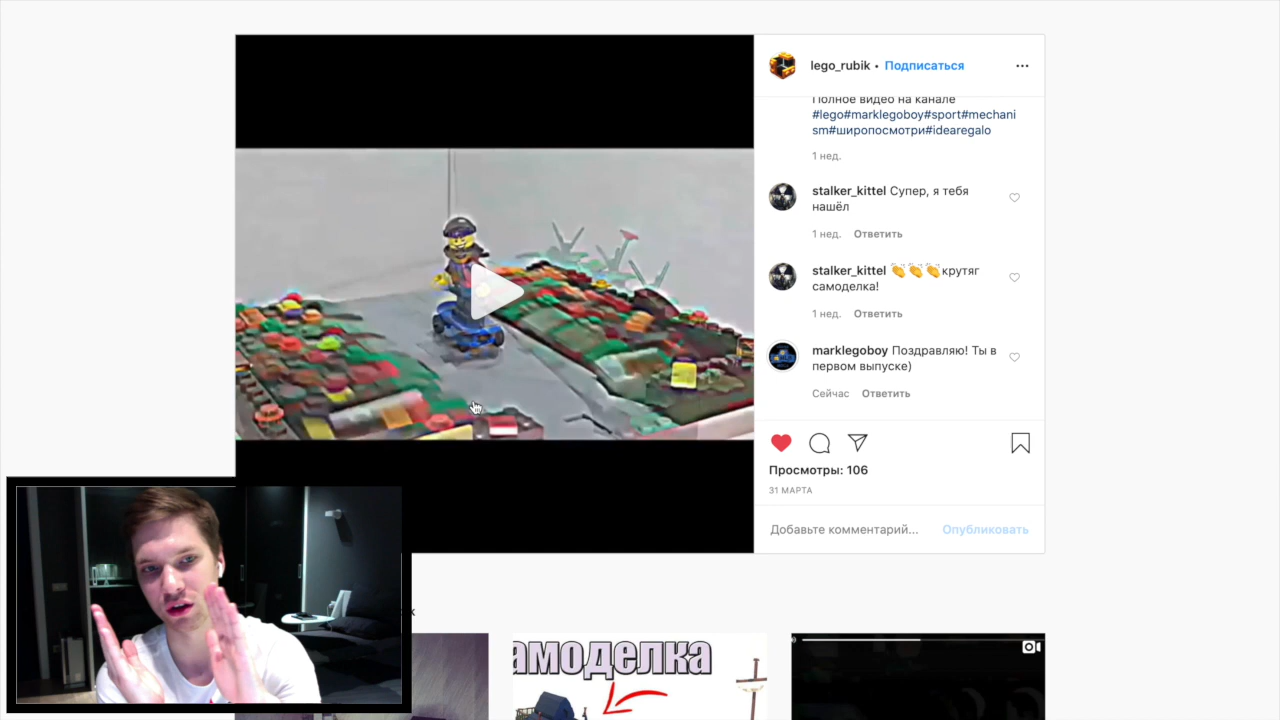 lego_rubik • Подписаться
Полное видео на канале
#lego#marklegoboy#sport#mechani
sm#широпосмотри#idearegalo
1 нед.
stalker_kittel Супер, я тебя
нашёл
1 нед. Ответить
stalker_kittel 👏👏👏крутяг
самоделка!
1 нед. Ответить
marklegoboy Поздравляю! Ты в
первом выпуске)
Сейчас Ответить
Просмотры: 106
31 МАРТА
Добавьте комментарий... Опубликовать
амоделка